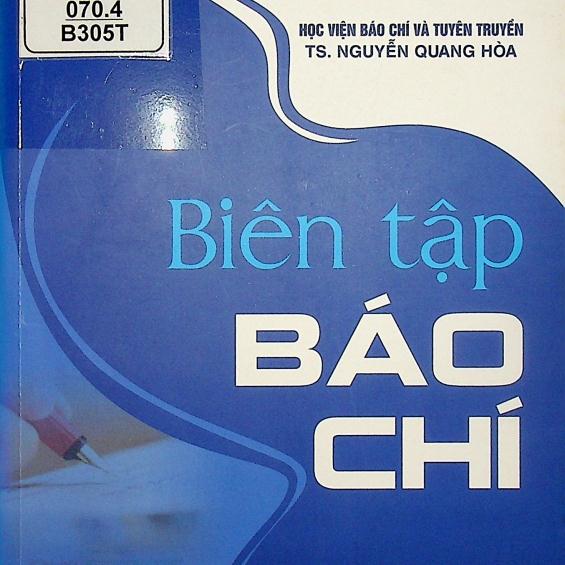 070.4
B305T
HỌC VIỆN BÁO CHÍ VÀ TUYÊN TRUYỀN
TS. NGUYỄN QUANG HÒA
Biên tập
BÁO
CHÍ